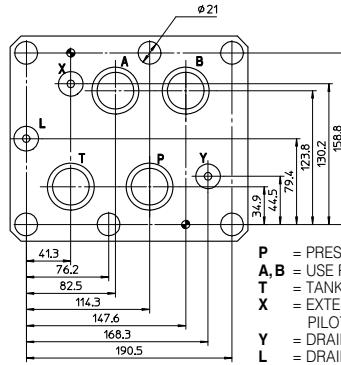 ø21
A
B
X
L
T
P
Y
34.9
44.5
79.4
123.8
130.2
158.8
41.3
76.2
82.5
114.3
147.6
168.3
190.5
P = PRES
A,B = USE
T = TANK
X = EXTE
PILOT
Y = DRAI
L = DRAI